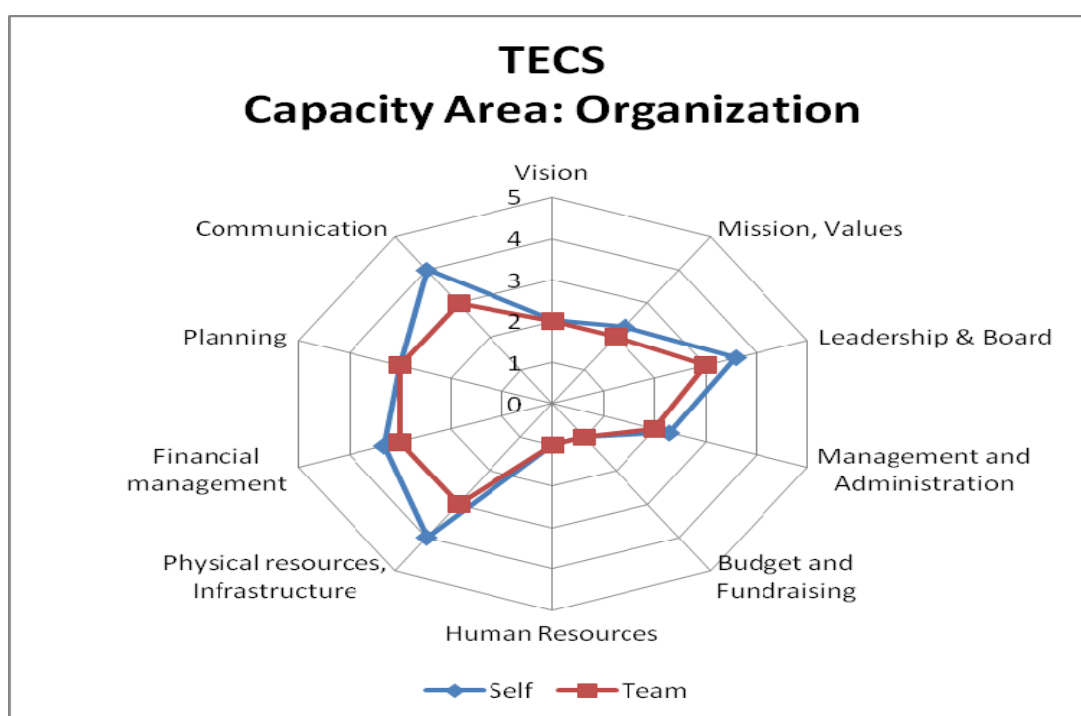 TECS
Capacity Area: Organization
Vision
5
4
3
2
1
0
Mission, Values
Leadership & Board
Management and
Administration
Budget and
Fundraising
Human Resources
Physical resources,
Infrastructure
Financial
management
Planning
Communication
Self
Team